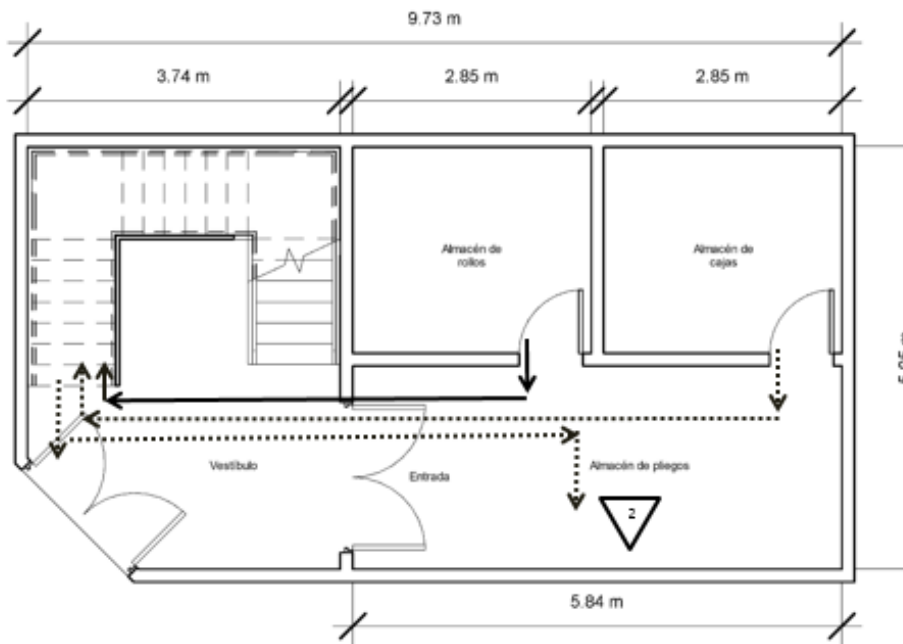 9.73 m
3.74 m
2.85 m
2.85 m
Almacén de
rollos
Almacén de
cajas
Vestíbulo
Entrada
Almacén de pliegos
2
5.84 m